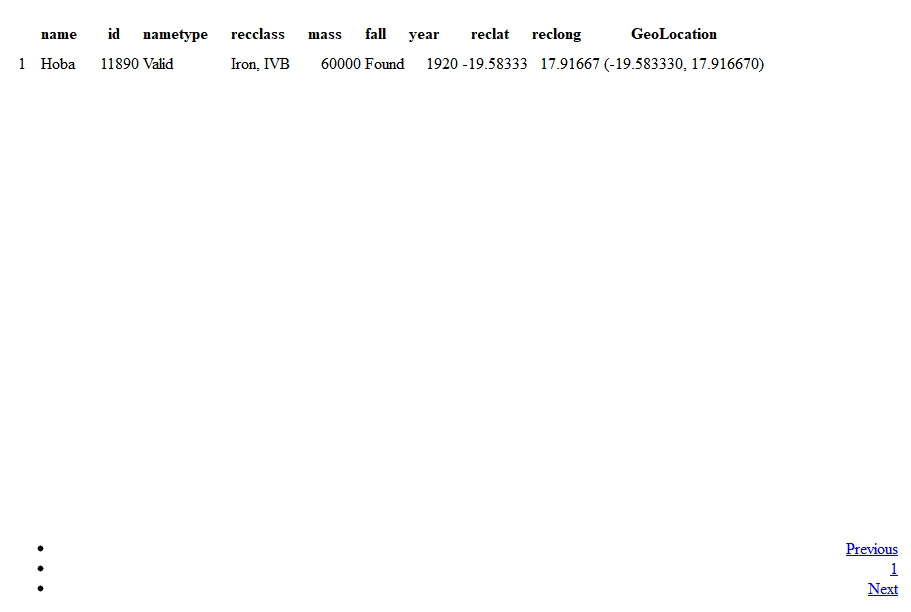 name id nametype recclass mass fall year reclat reclong GeoLocation
1 Hoba 11890 Valid Iron, IVB 60000 Found 1920 -19.58333 17.91667 (-19.583330, 17.916670)
Previous
1
Next